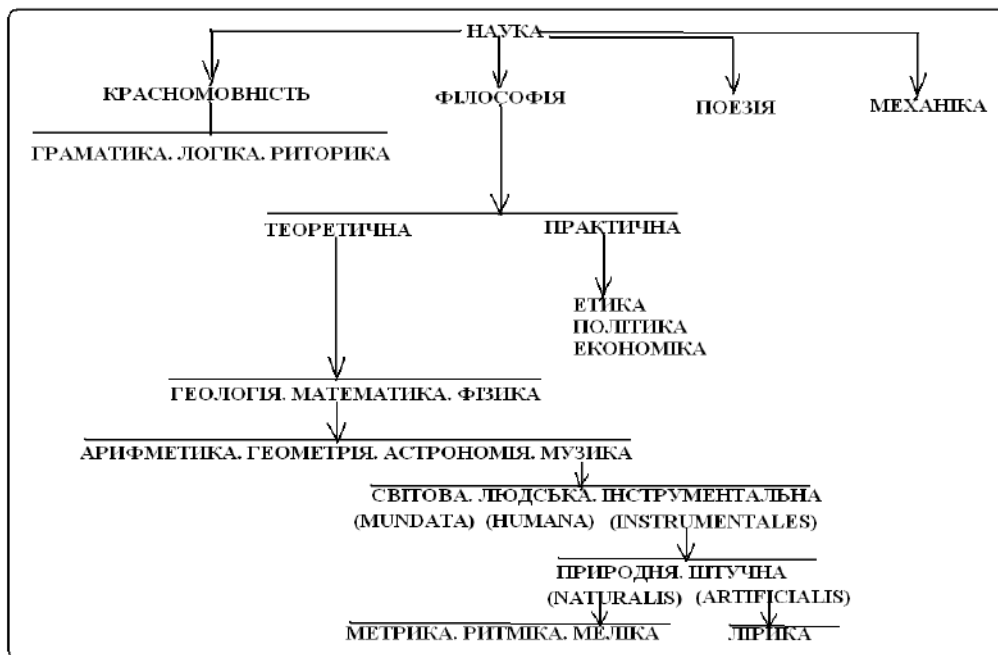 НАУКА
КРАСНОМОВНІСТЬ ФІЛОСОФІЯ ПОЕЗІЯ МЕХАНІКА
ГРАМАТИКА. ЛОГІКА. РИТОРИКА
ТЕОРЕТИЧНА ПРАКТИЧНА
ЕТИКА
ПОЛІТИКА
ЕКОНОМІКА
ГЕОЛОГІЯ. МАТЕМАТИКА. ФІЗИКА
АРИФМЕТИКА. ГЕОМЕТРІЯ. АСТРОНОМІЯ. МУЗИКА
СВІТОВА. ЛЮДСЬКА. ІНСТРУМЕНТАЛЬНА
(MUNDATA) (HUMANA) (INSTRUMENTALES)
ПРИРОДНЯ. ШТУЧНА
(NATURALIS) (ARTIFICIALIS)
МЕТРИКА. РИТМІКА. МЕЛІКА ЛІРИКА